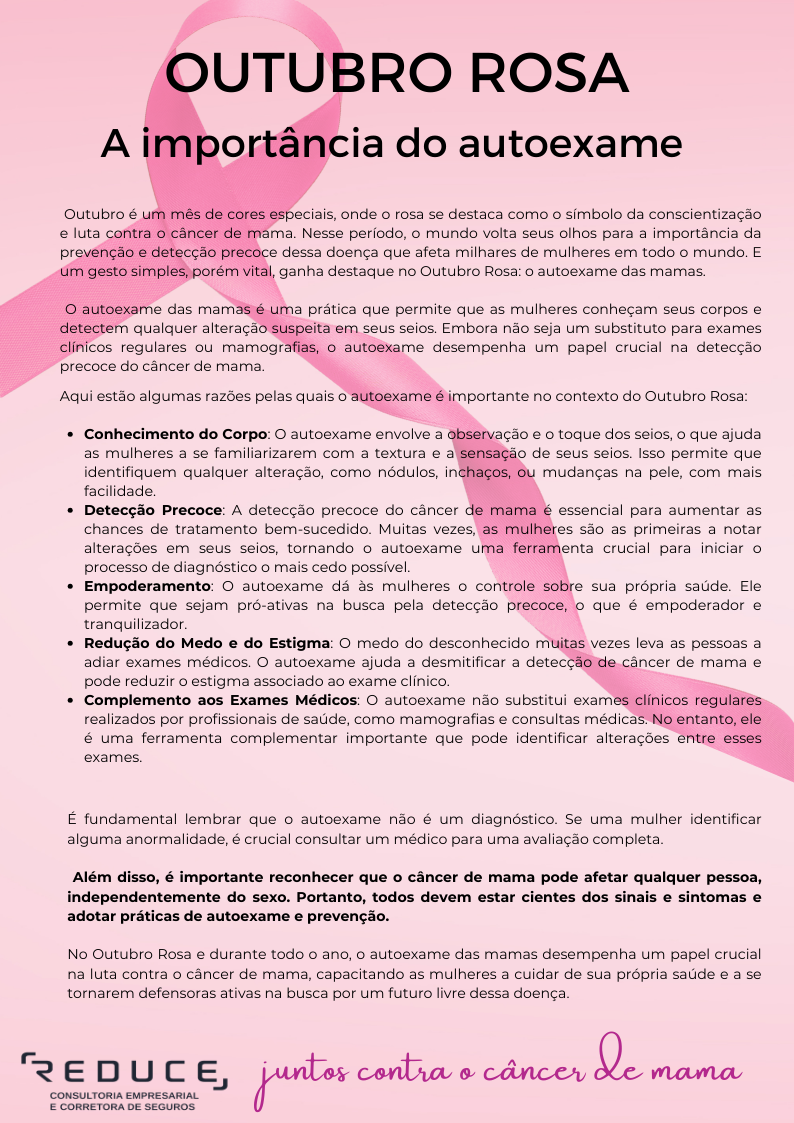 OUTUBRO ROSA
A importância do autoexame
Outubro é um mês de cores especiais, onde o rosa se destaca como o símbolo da conscientização
e luta contra o câncer de mama. Nesse período, o mundo volta seus olhos para a importância da
prevenção e detecção precoce dessa doença que afeta milhares de mulheres em todo o mundo. E
um gesto simples, porém vital, ganha destaque no Outubro Rosa: o autoexame das mamas.
O autoexame das mamas é uma prática que permite que as mulheres conheçam seus corpos e
detectem qualquer alteração suspeita em seus seios. Embora não seja um substituto para exames
clínicos regulares ou mamografias, o autoexame desempenha um papel crucial na detecção
precoce do câncer de mama.
Aqui estão algumas razões pelas quais o autoexame é importante no contexto do Outubro Rosa:
• Conhecimento do Corpo: O autoexame envolve a observação e o toque dos seios, o que ajuda
as mulheres a se familiarizarem com a textura e a sensação de seus seios. Isso permite que
identifiquem qualquer alteração, como nódulos, inchaços, ou mudanças na pele, com mais
facilidade.
• Detecção Precoce: A detecção precoce do câncer de mama é essencial para aumentar as
chances de tratamento bem-sucedido. Muitas vezes, as mulheres são as primeiras a notar
alterações em seus seios, tornando o autoexame uma ferramenta crucial para iniciar o
processo de diagnóstico o mais cedo possível.
• Empoderamento: O autoexame dá às mulheres o controle sobre sua própria saúde. Ele
permite que sejam pró-ativas na busca pela detecção precoce, o que é empoderador e
tranquilizador.
• Redução do Medo e do Estigma: O medo do desconhecido muitas vezes leva as pessoas a
adiar exames médicos. O autoexame ajuda a desmitificar a detecção de câncer de mama e
pode reduzir o estigma associado ao exame clínico.
• Complemento aos Exames Médicos: O autoexame não substitui exames clínicos regulares
realizados por profissionais de saúde, como mamografias e consultas médicas. No entanto, ele
é uma ferramenta complementar importante que pode identificar alterações entre esses
exames.
É fundamental lembrar que o autoexame não é um diagnóstico. Se uma mulher identificar
alguma anormalidade, é crucial consultar um médico para uma avaliação completa.
Além disso, é importante reconhecer que o câncer de mama pode afetar qualquer pessoa,
independentemente do sexo. Portanto, todos devem estar cientes dos sinais e sintomas e
adotar práticas de autoexame e prevenção.
No Outubro Rosa e durante todo o ano, o autoexame das mamas desempenha um papel crucial
na luta contra o câncer de mama, capacitando as mulheres a cuidar de sua própria saúde e a se
tornarem defensoras ativas na busca por um futuro livre dessa doença.
REDUCE
CONSULTORIA EMPRESARIAL
E CORRETORA DE SEGUROS
juntos contra o câncer de mama